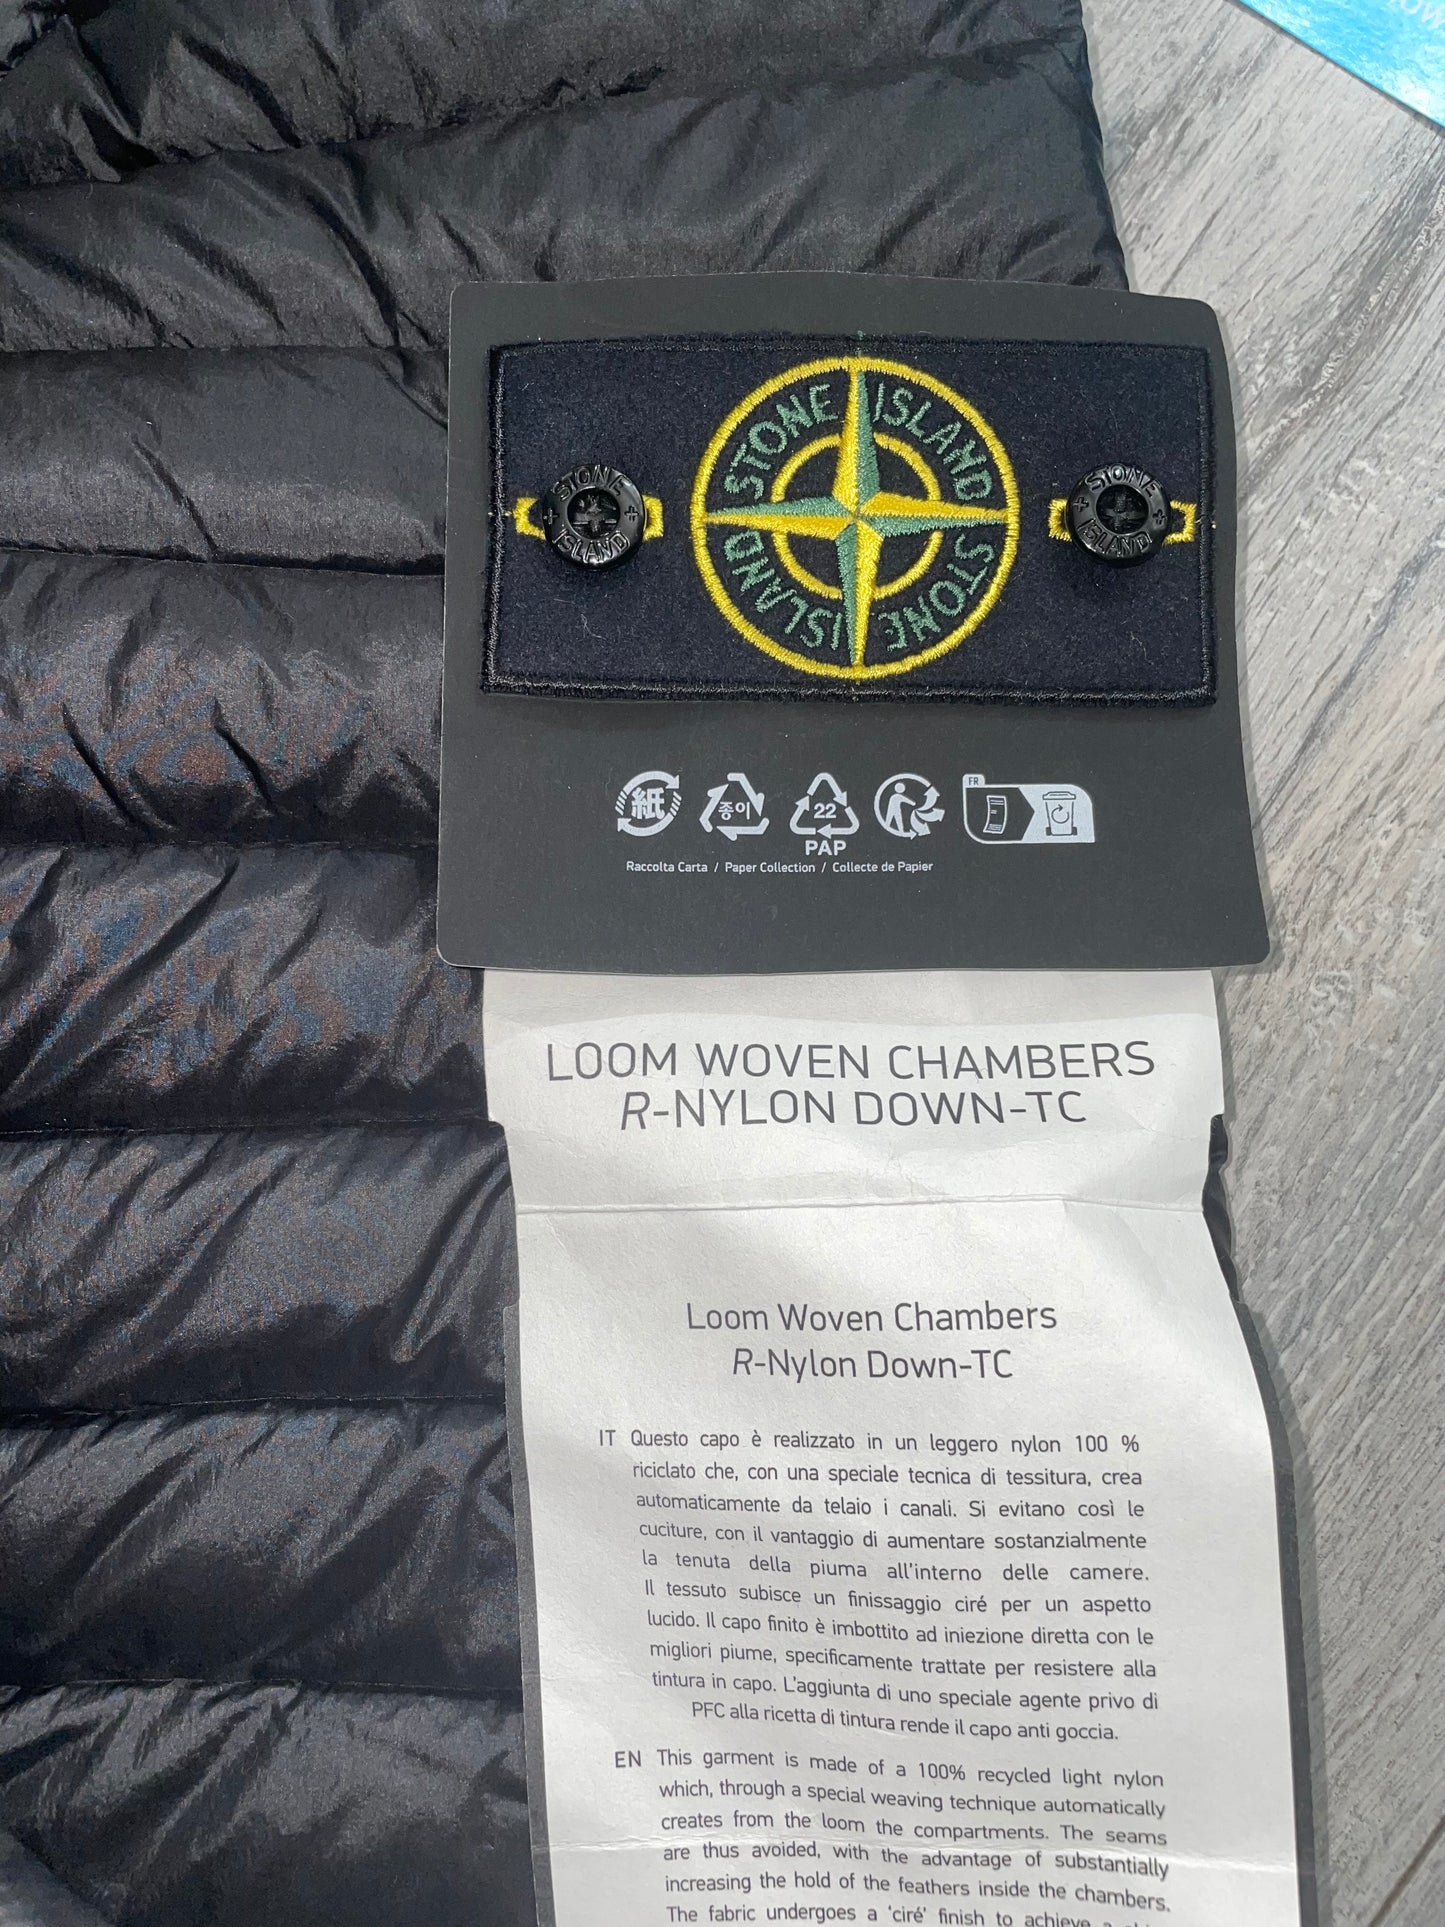 STONE ISLAND
STONE ISLAND
STONE ISLAND
STONE ISLAND
紙
종이
22
PAP
FR
Raccolta Carta / Paper Collection / Collecte de Papier
LOOM WOVEN CHAMBERS
R-NYLON DOWN-TC
Loom Woven Chambers
R-Nylon Down-TC
IT Questo capo è realizzato in un leggero nylon 100 %
riciclato che, con una speciale tecnica di tessitura, crea
automaticamente da telaio i canali. Si evitano così le
cuciture, con il vantaggio di aumentare sostanzialmente
la tenuta della piuma all'interno delle camere.
Il tessuto subisce un finissaggio ciré per un aspetto
lucido. Il capo finito è imbottito ad iniezione diretta con le
migliori piume, specificamente trattate per resistere alla
tintura in capo. L'aggiunta di uno speciale agente privo di
PFC alla ricetta di tintura rende il capo anti goccia.
EN This garment is made of a 100% recycled light nylon
which, through a special weaving technique automatically
creates from the loom the compartments. The seams
are thus avoided, with the advantage of substantially
increasing the hold of the feathers inside the chambers.
The fabric undergoes a 'ciré' finish to achieve a